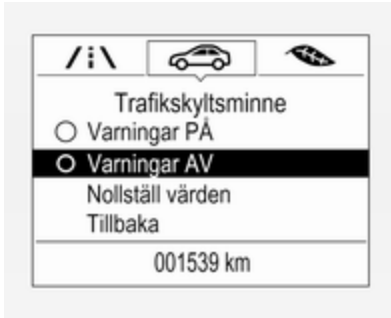 Trafikskyltsminne
Varningar PÅ
Varningar AV
Nollställ värden
Tillbaka
001539 km